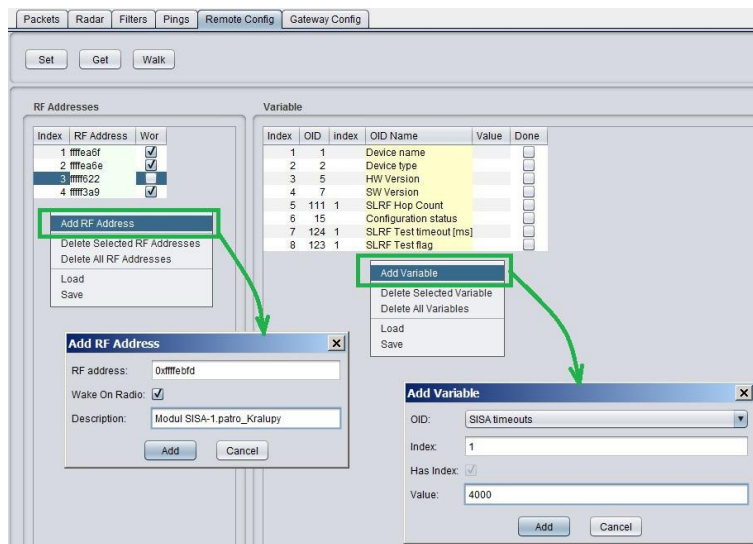 Packets Radar Filters Pings Remote Config Gateway Config
Set Get Walk
RF Addresses
Index RF Address Wor
1 ffffea6f
2 ffffea6e
3 fffff622
4 fffff3a9
Add RF Address
Delete Selected RF Addresses
Delete All RF Addresses
Load
Save
Variable
Index OID index OID Name Value Done
1 1 Device name
2 2 Device type
3 5 HW Version
4 7 SW Version
5 111 1 SLRF Hop Count
6 15 Configuration status
7 124 1 SLRF Test timeout [ms]
8 123 1 SLRF Test flag
Add Variable
Delete Selected Variable
Delete All Variables
Load
Save
Add RF Address
RF address: 0xffffebfd
Wake On Radio:
Description: Modul SISA-1.patro_Kralupy
Add Cancel
Add Variable
OID: SISA timeouts
Index: 1
Has Index:
Value: 4000
Add Cancel